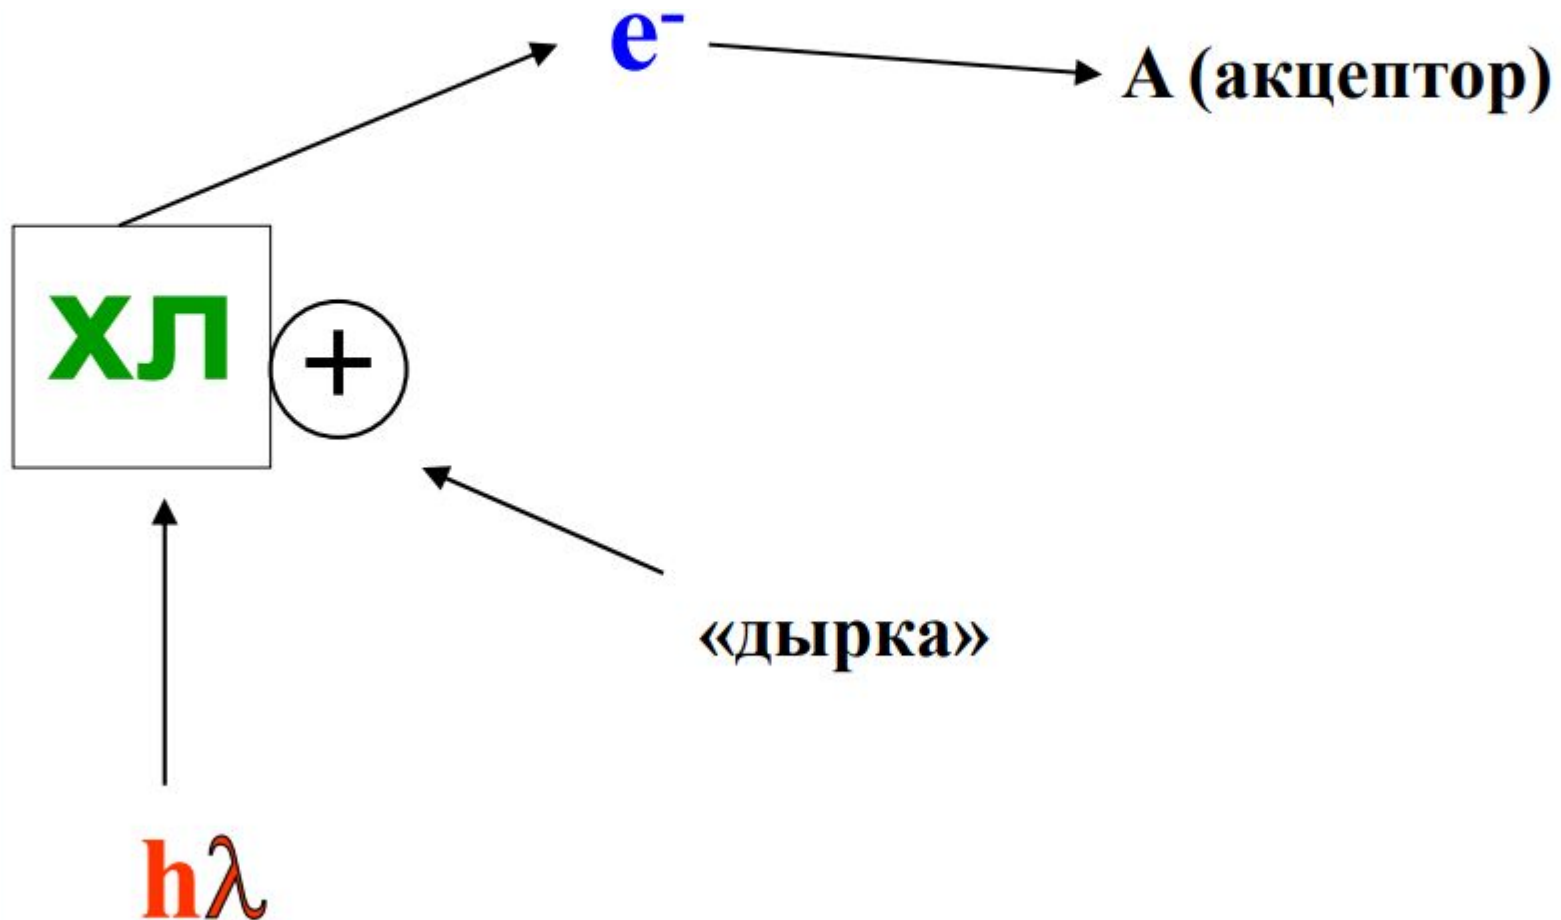 e⁻
А (акцептор)
ХЛ
+
«дырка»
hλ